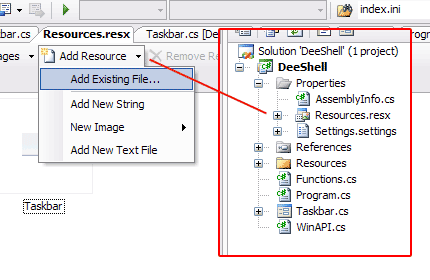 index.ini
Taskbar.cs
Resources.resx
Taskbar.cs [De
ages
Add Resource
Remove Re
Add Existing File...
Add New String
New Image
Add New Text File
Taskbar
Solution 'DeeShell' (1 project)
DeeShell
Properties
AssemblyInfo.cs
Resources.resx
Settings.settings
References
Resources
Functions.cs
Program.cs
Taskbar.cs
WinAPI.cs